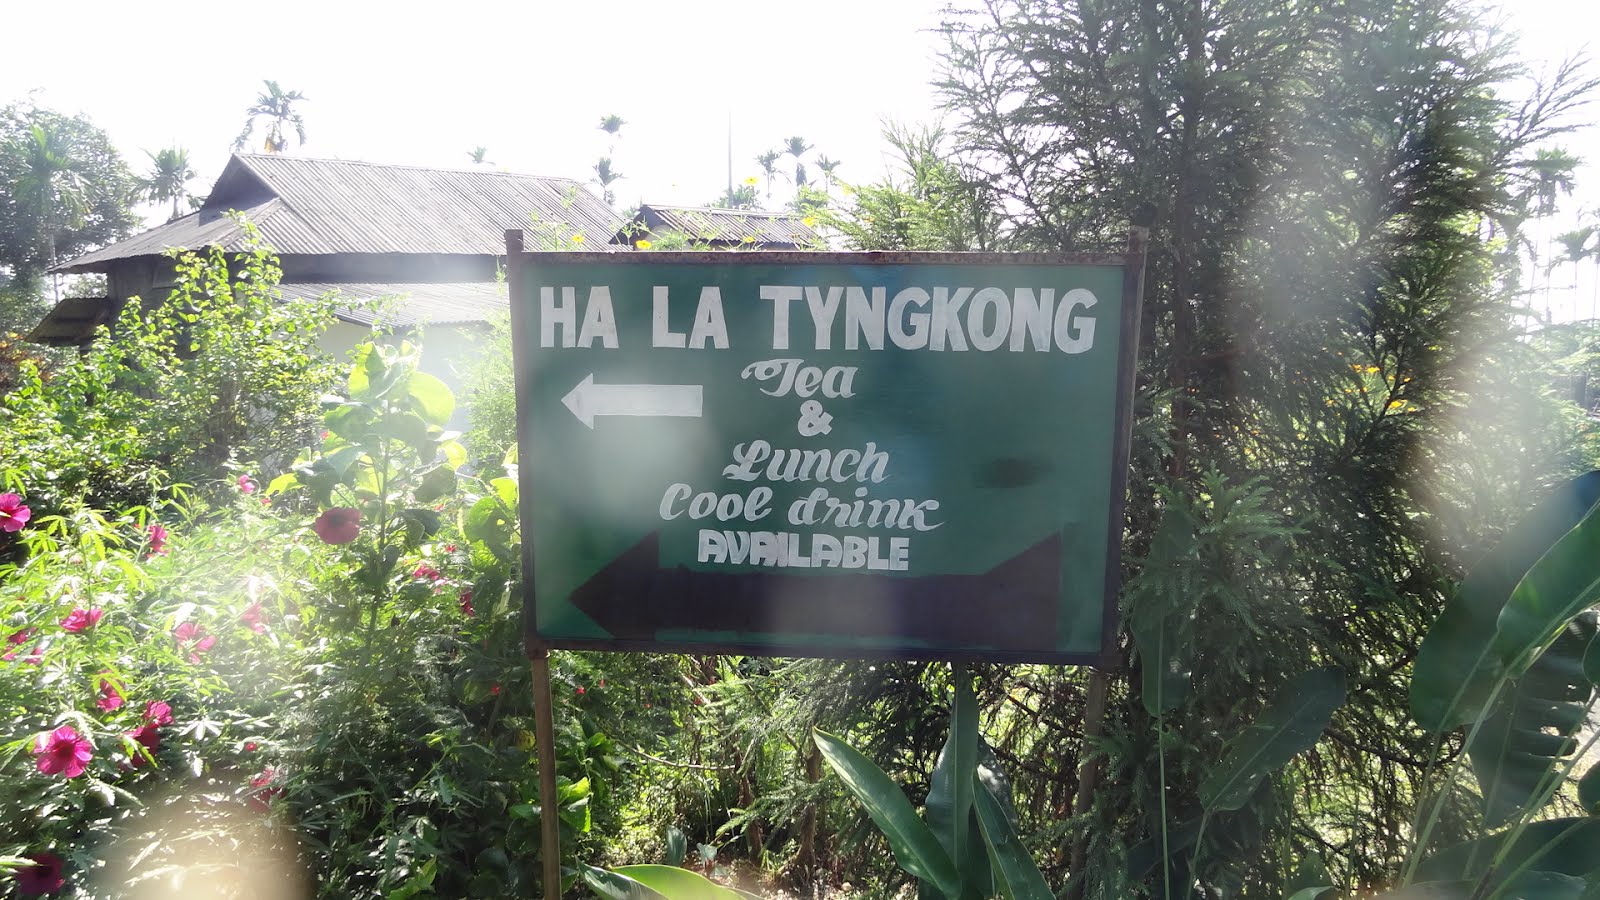 HA LA TYNGKONG
Tea
&
Lunch
Cool drink
AVAILABLE